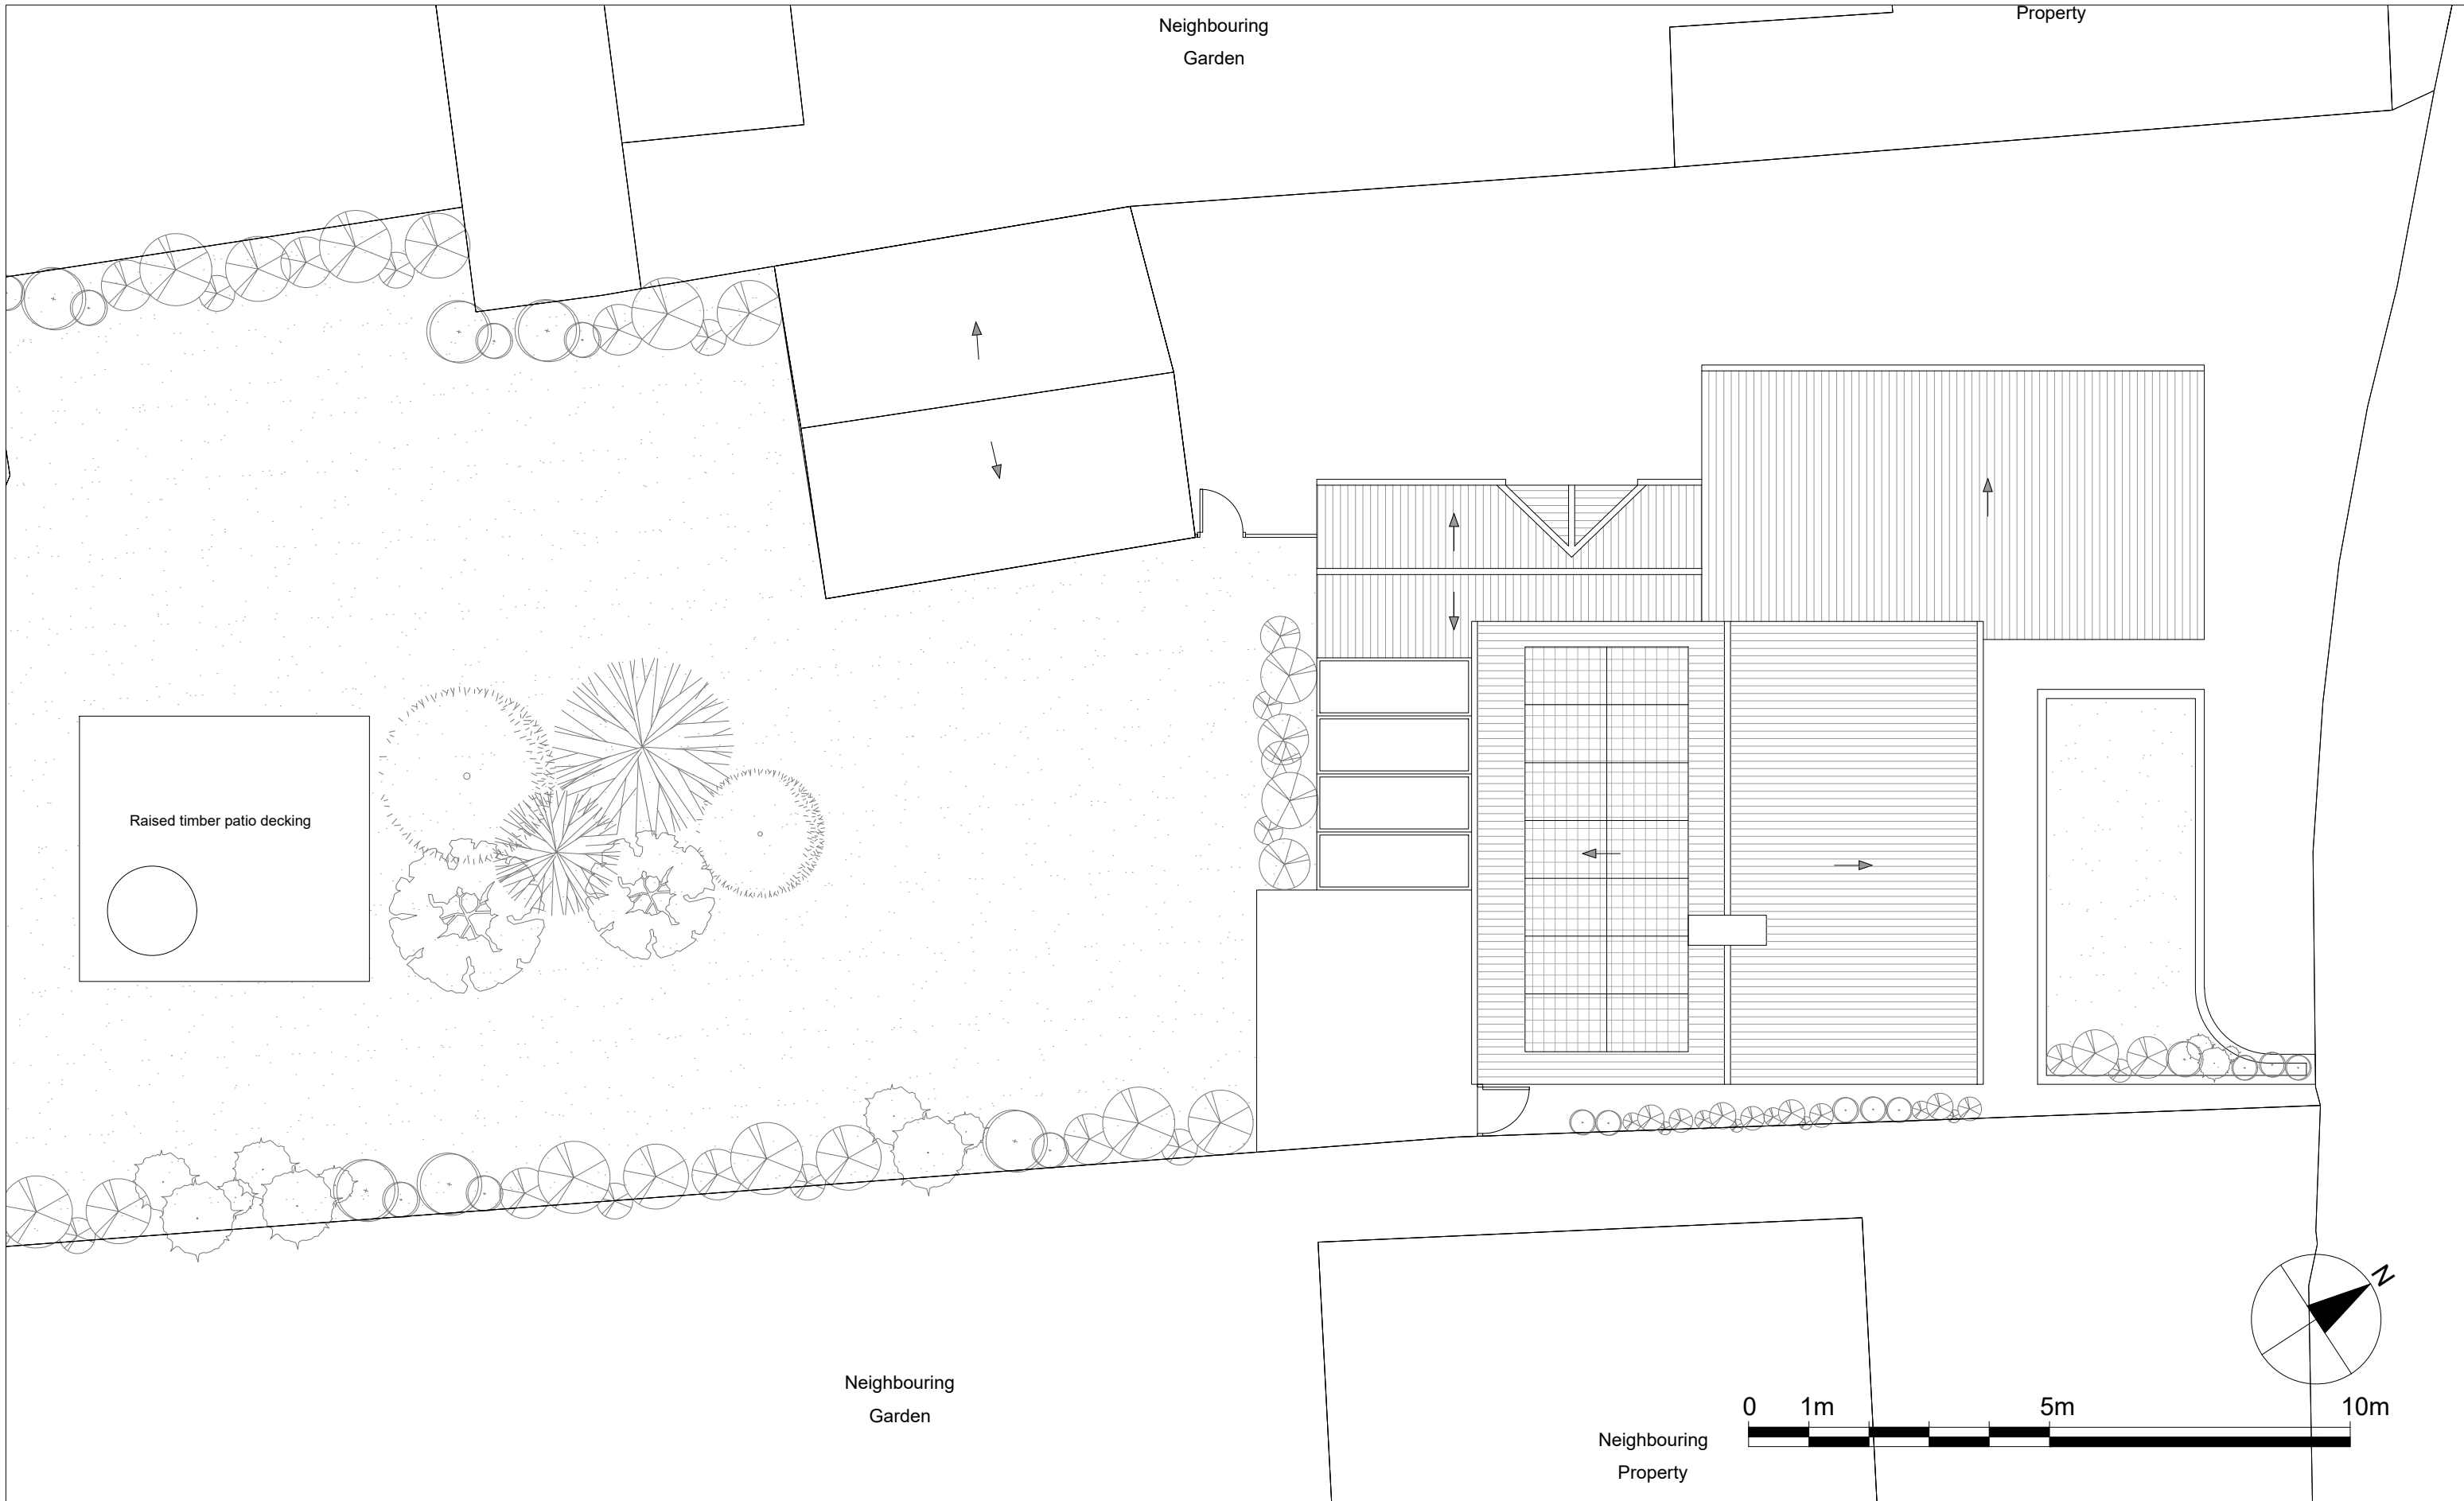 Neighbouring
Garden
Property
Raised timber patio decking
N
Neighbouring
Garden
0 1m 5m 10m
Neighbouring
Property